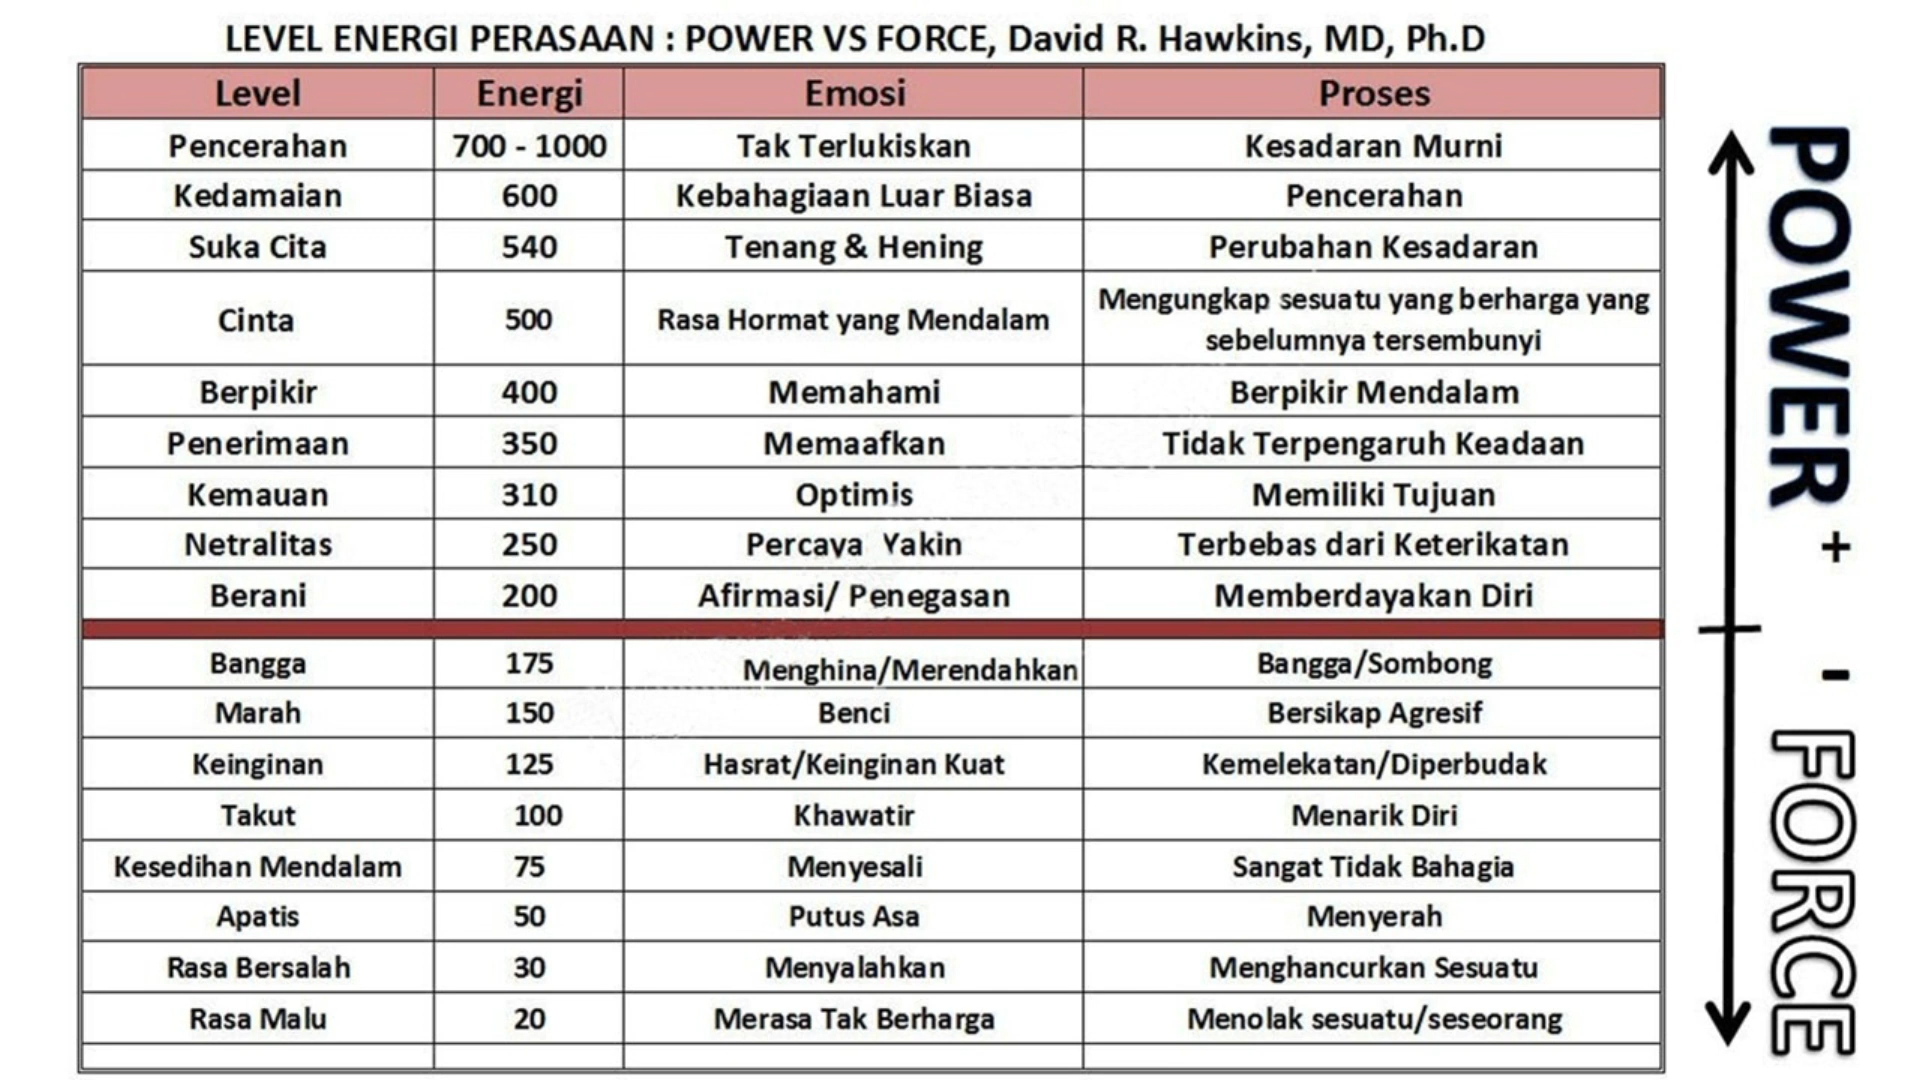 LEVEL ENERGI PERASAAN : POWER VS FORCE, David R. Hawkins, MD, Ph.D
Level Energi Emosi Proses
Pencerahan 700 - 1000 Tak Terlukiskan Kesadaran Murni
Kedamaian 600 Kebahagiaan Luar Biasa Pencerahan
Suka Cita 540 Tenang & Hening Perubahan Kesadaran
Cinta 500 Rasa Hormat yang Mendalam Mengungkap sesuatu yang berharga yang
sebelumnya tersembunyi
Berpikir 400 Memahami Berpikir Mendalam
Penerimaan 350 Memaafkan Tidak Terpengaruh Keadaan
Kemauan 310 Optimis Memiliki Tujuan
Netralitas 250 Percaya Yakin Terbebas dari Keterikatan
Berani 200 Afirmasi/ Penegasan Memberdayakan Diri
Bangga 175 Menghina/Merendahkan Bangga/Sombong
Marah 150 Benci Bersikap Agresif
Keinginan 125 Hasrat/Keinginan Kuat Kemelekatan/Diperbudak
Takut 100 Khawatir Menarik Diri
Kesedihan Mendalam 75 Menyesali Sangat Tidak Bahagia
Apatis 50 Putus Asa Menyerah
Rasa Bersalah 30 Menyalahkan Menghancurkan Sesuatu
Rasa Malu 20 Merasa Tak Berharga Menolak sesuatu/seseorang
POWER +
- FORCE